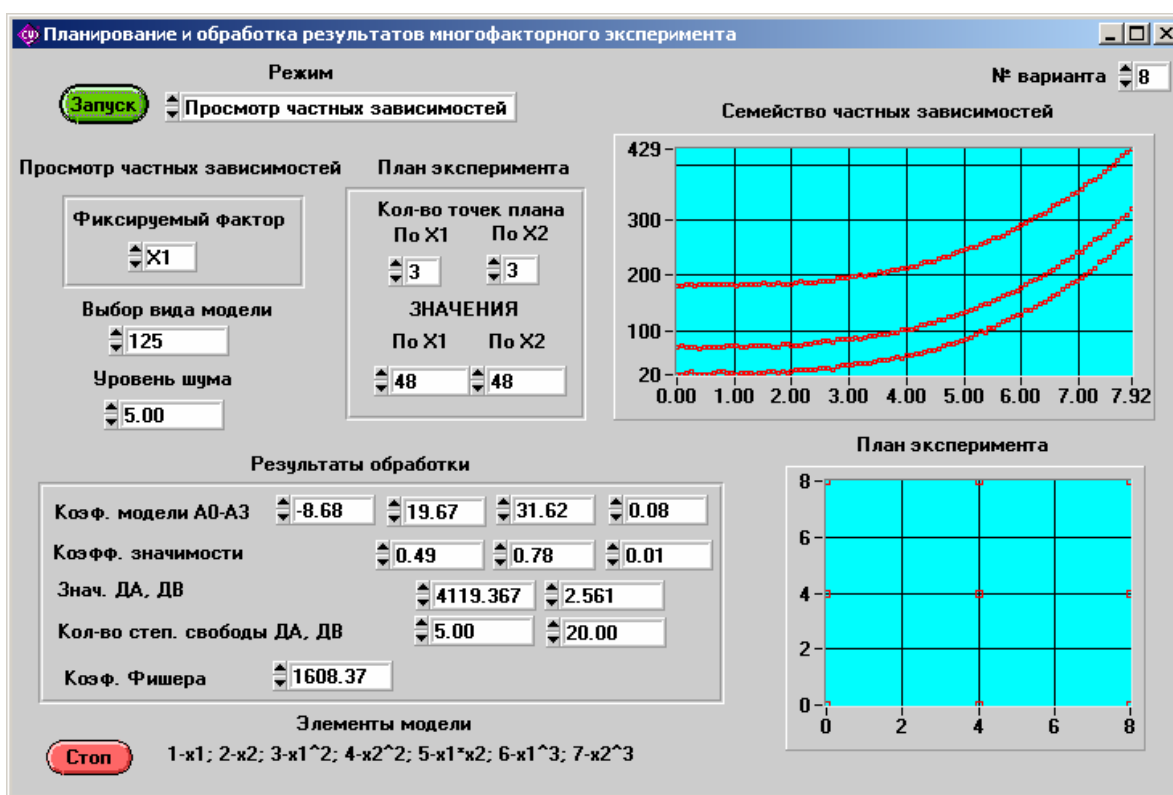 Планирование и обработка результатов многофакторного эксперимента
Режим
Запуск
Просмотр частных зависимостей
№ варианта 8
Семейство частных зависимостей
429
300
200
100
20
0.00 1.00 2.00 3.00 4.00 5.00 6.00 7.00 7.92
Просмотр частных зависимостей
Фиксируемый фактор
X1
Выбор вида модели
125
Уровень шума
5.00
План эксперимента
Кол-во точек плана
По X1 По X2
3 3
ЗНАЧЕНИЯ
По X1 По X2
48 48
Результаты обработки
Коэф. модели А0-А3 -8.68 19.67 31.62 0.08
Коэфф. значимости 0.49 0.78 0.01
Знач. ДА, ДВ 4119.367 2.561
Кол-во степ. свободы ДА, ДВ 5.00 20.00
Коэф. Фишера 1608.37
План эксперимента
8
6
4
2
0
0 2 4 6 8
Элементы модели
Стоп
1-x1; 2-x2; 3-x1^2; 4-x2^2; 5-x1*x2; 6-x1^3; 7-x2^3